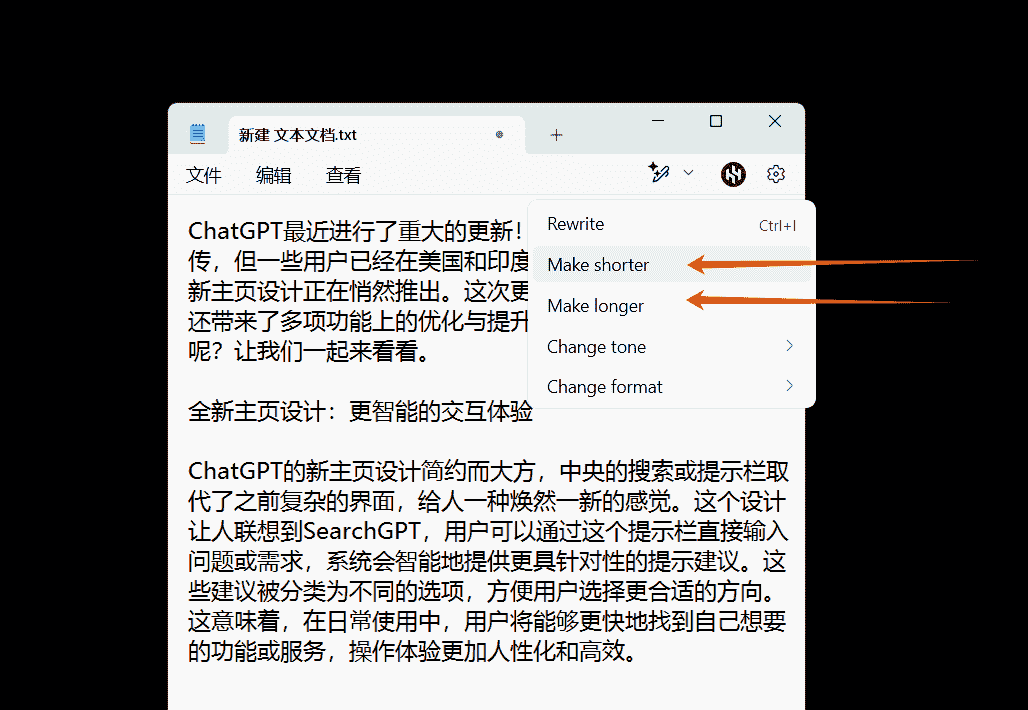 新建 文本文档.txt
文件 编辑 查看
Rewrite Ctrl+I
Make shorter
Make longer
Change tone
Change format
ChatGPT最近进行了重大的更新！
传，但一些用户已经在美国和印度
新主页设计正在悄然推出。这次更
还带来了多项功能上的优化与提升
呢？让我们一起来看看。
全新主页设计：更智能的交互体验
ChatGPT的新主页设计简约而大方，中央的搜索或提示栏取
代了之前复杂的界面，给人一种焕然一新的感觉。这个设计
让人联想到SearchGPT，用户可以通过这个提示栏直接输入
问题或需求，系统会智能地提供更具针对性的提示建议。这
些建议被分类为不同的选项，方便用户选择更合适的方向。
这意味着，在日常使用中，用户将能够更快地找到自己想要
的功能或服务，操作体验更加人性化和高效。